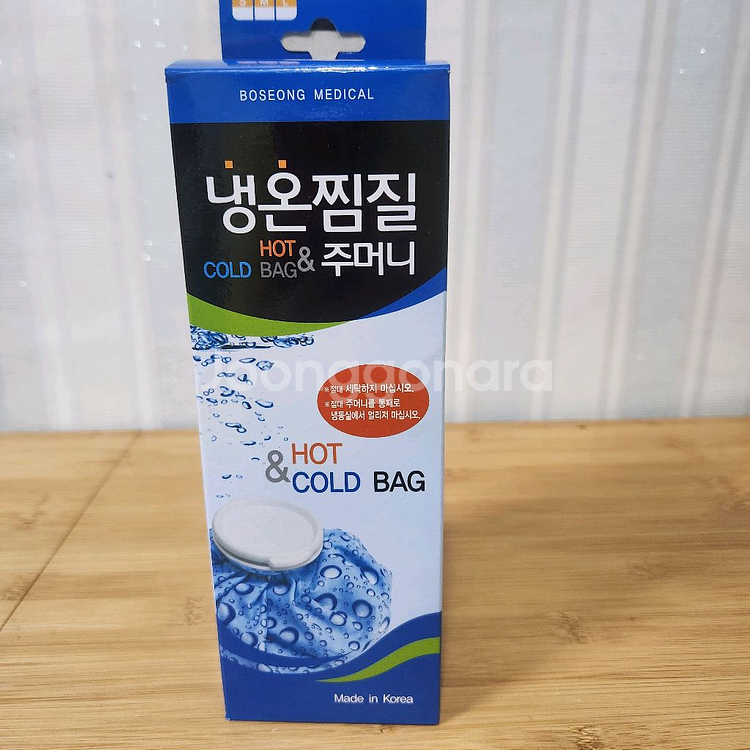 S M L
BOSEONG MEDICAL
냉온찜질
HOT
COLD BAG & 주머니
Joonggonara
※절대 세탁하지 마십시오.
※절대 주머니를 통째로
냉동실에서 얼리저 마십시오.
HOT
& COLD BAG
Made in Korea